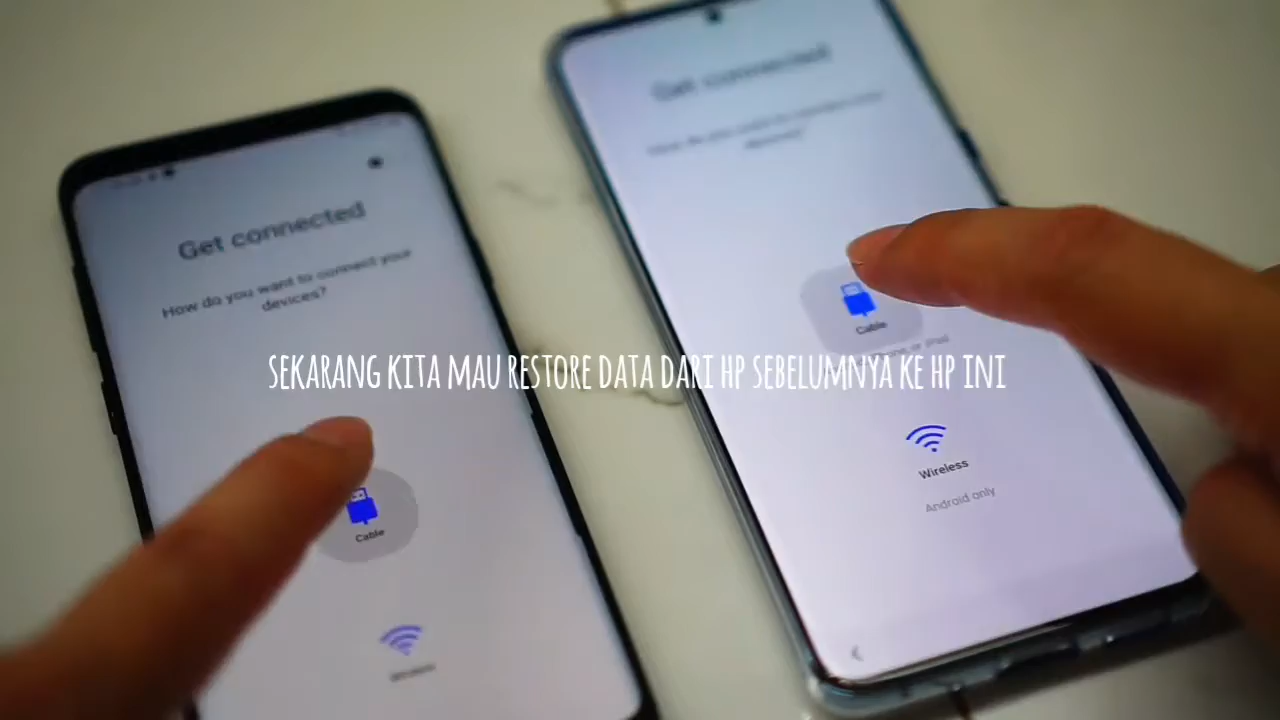 Get connected
How do you want to connect your
devices?
Cable
Wireless
Get connected
Cable
Wireless
Android only
SEKARANG KITA MAU RESTORE DATA DARI HP SEBELUMNYA KE HP INI